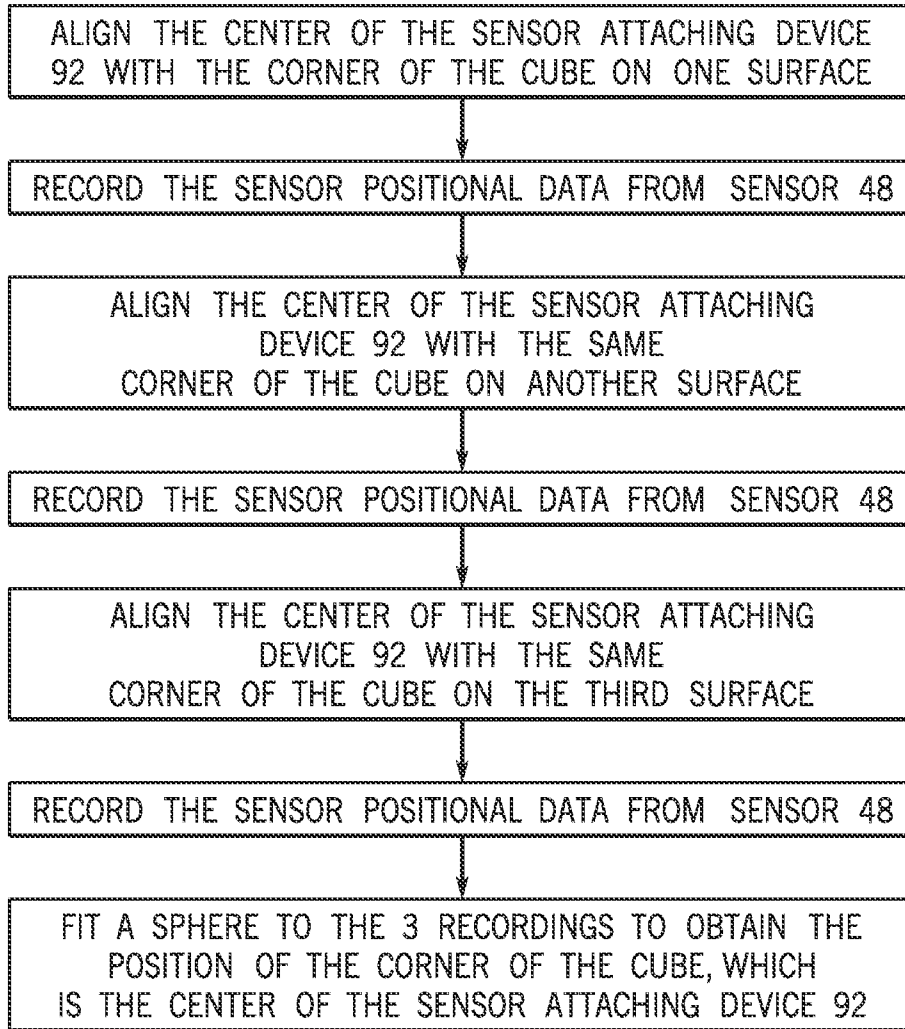 ALIGN THE CENTER OF THE SENSOR ATTACHING DEVICE
92 WITH THE CORNER OF THE CUBE ON ONE SURFACE
RECORD THE SENSOR POSITIONAL DATA FROM SENSOR 48
ALIGN THE CENTER OF THE SENSOR ATTACHING
DEVICE 92 WITH THE SAME
CORNER OF THE CUBE ON ANOTHER SURFACE
RECORD THE SENSOR POSITIONAL DATA FROM SENSOR 48
ALIGN THE CENTER OF THE SENSOR ATTACHING
DEVICE 92 WITH THE SAME
CORNER OF THE CUBE ON THE THIRD SURFACE
RECORD THE SENSOR POSITIONAL DATA FROM SENSOR 48
FIT A SPHERE TO THE 3 RECORDINGS TO OBTAIN THE
POSITION OF THE CORNER OF THE CUBE, WHICH
IS THE CENTER OF THE SENSOR ATTACHING DEVICE 92